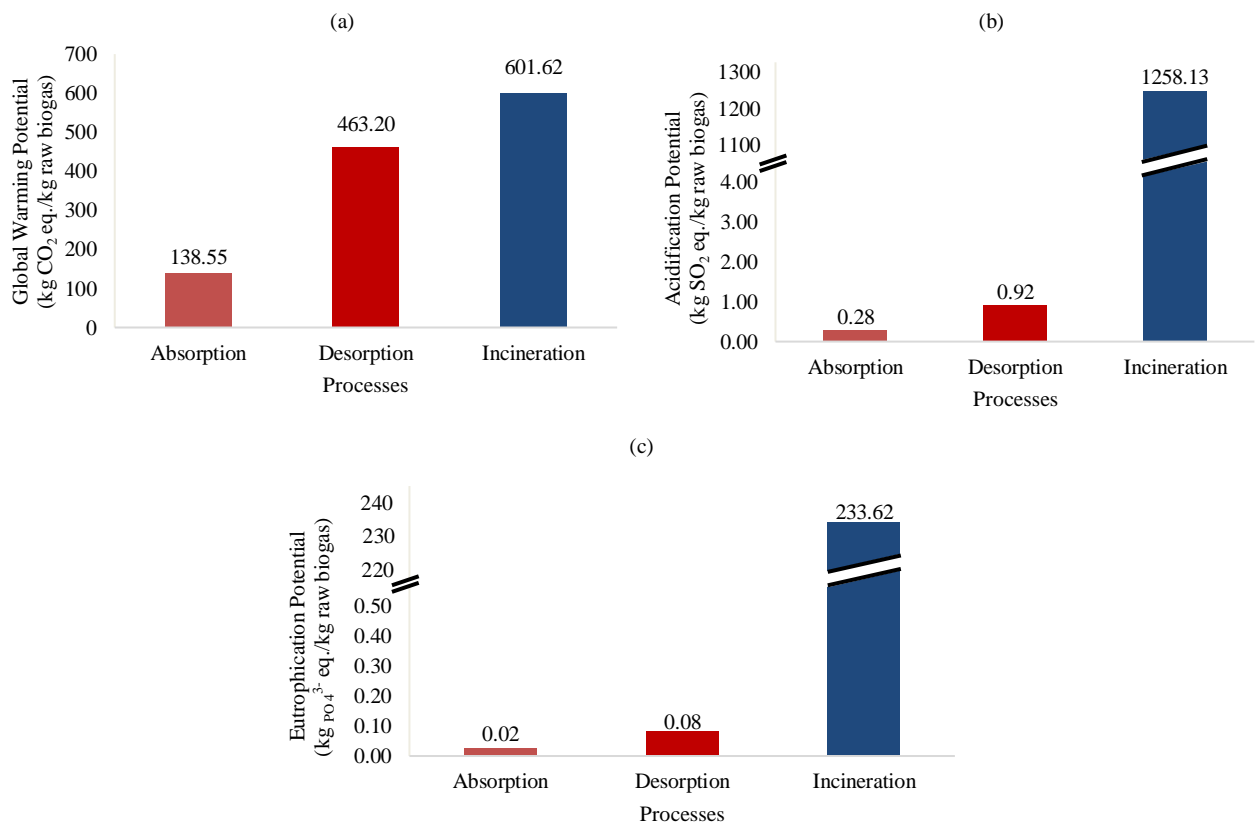 (a)
Global Warming Potential
(kg CO₂ eq./kg raw biogas)
700
600
500
400
300
200
100
0
138.55
463.20
601.62
Absorption Desorption Incineration
Processes
(b)
Acidification Potential
(kg SO₂ eq./kg raw biogas)
1300
1200
1100
4.00
3.00
2.00
1.00
0.00
0.28
0.92
1258.13
Absorption Desorption Incineration
Processes
(c)
Eutrophication Potential
(kg PO₄³⁻ eq./kg raw biogas)
240
230
220
0.50
0.40
0.30
0.20
0.10
0.00
0.02
0.08
233.62
Absorption Desorption Incineration
Processes